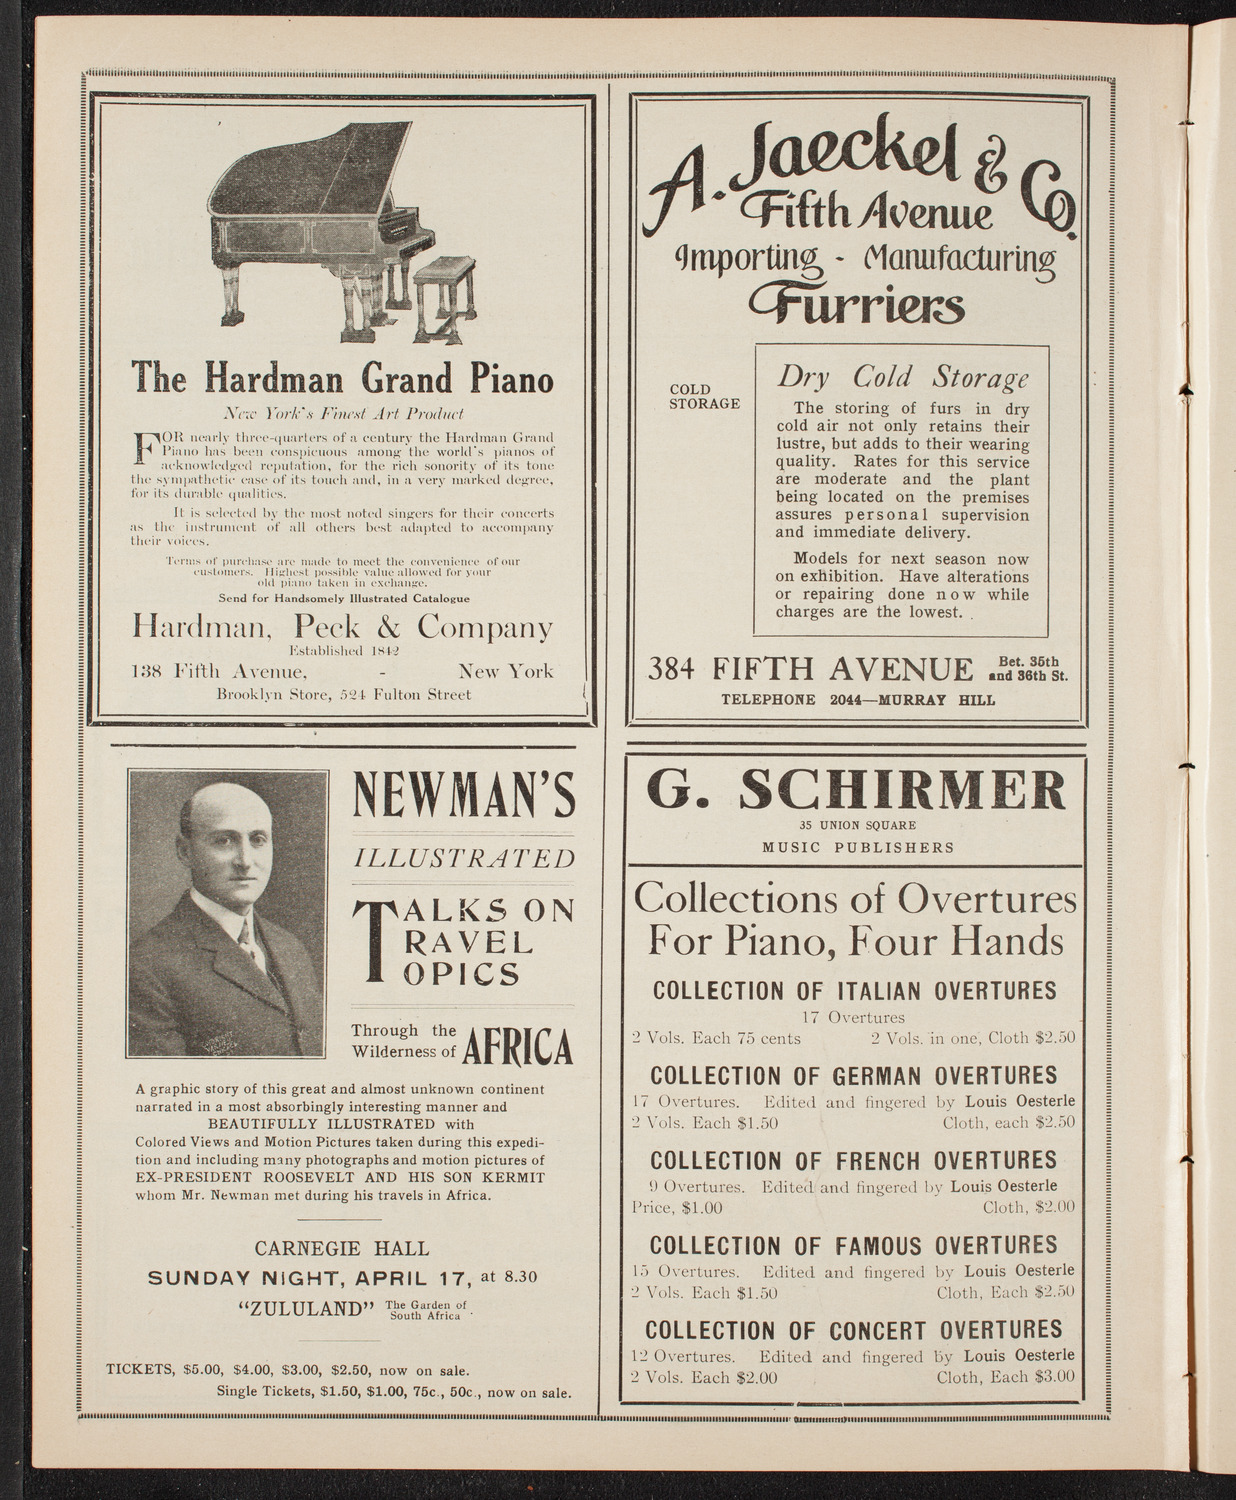 The Hardman Grand Piano
New York's Finest Art Product
FOR nearly three-quarters of a century the Hardman Grand
Piano has been conspicuous among the world's pianos of
acknowledged reputation, for the rich sonority of its tone
the sympathetic ease of its touch and, in a very marked degree,
for its durable qualities.
It is selected by the most noted singers for their concerts
as the instrument of all others best adapted to accompany
their voices.
Terms of purchase are made to meet the convenience of our
customers. Highest possible value allowed for your
old piano taken in exchange.
Send for Handsomely Illustrated Catalogue
Hardman, Peck & Company
Established 1842
138 Fifth Avenue, - New York
Brooklyn Store, 524 Fulton Street
A. Jaeckel & Co.
Fifth Avenue
Importing - Manufacturing
Furriers
COLD
STORAGE
Dry Cold Storage
The storing of furs in dry
cold air not only retains their
lustre, but adds to their wearing
quality. Rates for this service
are moderate and the plant
being located on the premises
assures personal supervision
and immediate delivery.
Models for next season now
on exhibition. Have alterations
or repairing done now while
charges are the lowest.
384 FIFTH AVENUE Bet. 35th
and 36th St.
TELEPHONE 2044—MURRAY HILL
NEWMAN'S
ILLUSTRATED
TALKS ON
RAVEL
OPICS
Through the
Wilderness of AFRICA
A graphic story of this great and almost unknown continent
narrated in a most absorbingly interesting manner and
BEAUTIFULLY ILLUSTRATED with
Colored Views and Motion Pictures taken during this expedi-
tion and including many photographs and motion pictures of
EX-PRESIDENT ROOSEVELT AND HIS SON KERMIT
whom Mr. Newman met during his travels in Africa.
CARNEGIE HALL
SUNDAY NIGHT, APRIL 17, at 8.30
"ZULULAND" The Garden of
South Africa
TICKETS, $5.00, $4.00, $3.00, $2.50, now on sale.
Single Tickets, $1.50, $1.00, 75c., 50c., now on sale.
G. SCHIRMER
35 UNION SQUARE
MUSIC PUBLISHERS
Collections of Overtures
For Piano, Four Hands
COLLECTION OF ITALIAN OVERTURES
17 Overtures
2 Vols. Each 75 cents 2 Vols. in one, Cloth $2.50
COLLECTION OF GERMAN OVERTURES
17 Overtures. Edited and fingered by Louis Oesterle
2 Vols. Each $1.50 Cloth, each $2.50
COLLECTION OF FRENCH OVERTURES
9 Overtures. Edited and fingered by Louis Oesterle
Price, $1.00 Cloth, $2.00
COLLECTION OF FAMOUS OVERTURES
15 Overtures. Edited and fingered by Louis Oesterle
2 Vols. Each $1.50 Cloth, Each $2.50
COLLECTION OF CONCERT OVERTURES
12 Overtures. Edited and fingered by Louis Oesterle
2 Vols. Each $2.00 Cloth, Each $3.00